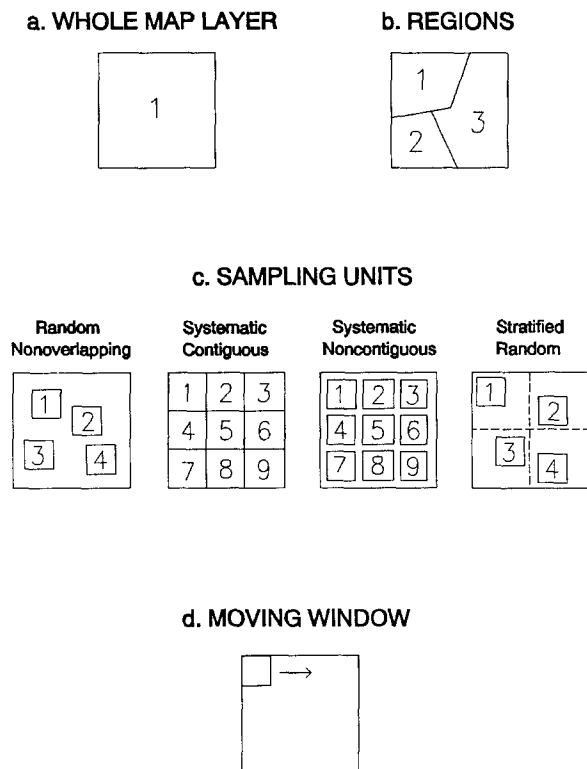 a. WHOLE MAP LAYER
b. REGIONS
1
1
2
3
c. SAMPLING UNITS
Random
Nonoverlapping
Systematic
Contiguous
Systematic
Noncontiguous
Stratified
Random
1
2
3
4
1 2 3
4 5 6
7 8 9
1 2 3
4 5 6
7 8 9
1
2
3
4
d. MOVING WINDOW